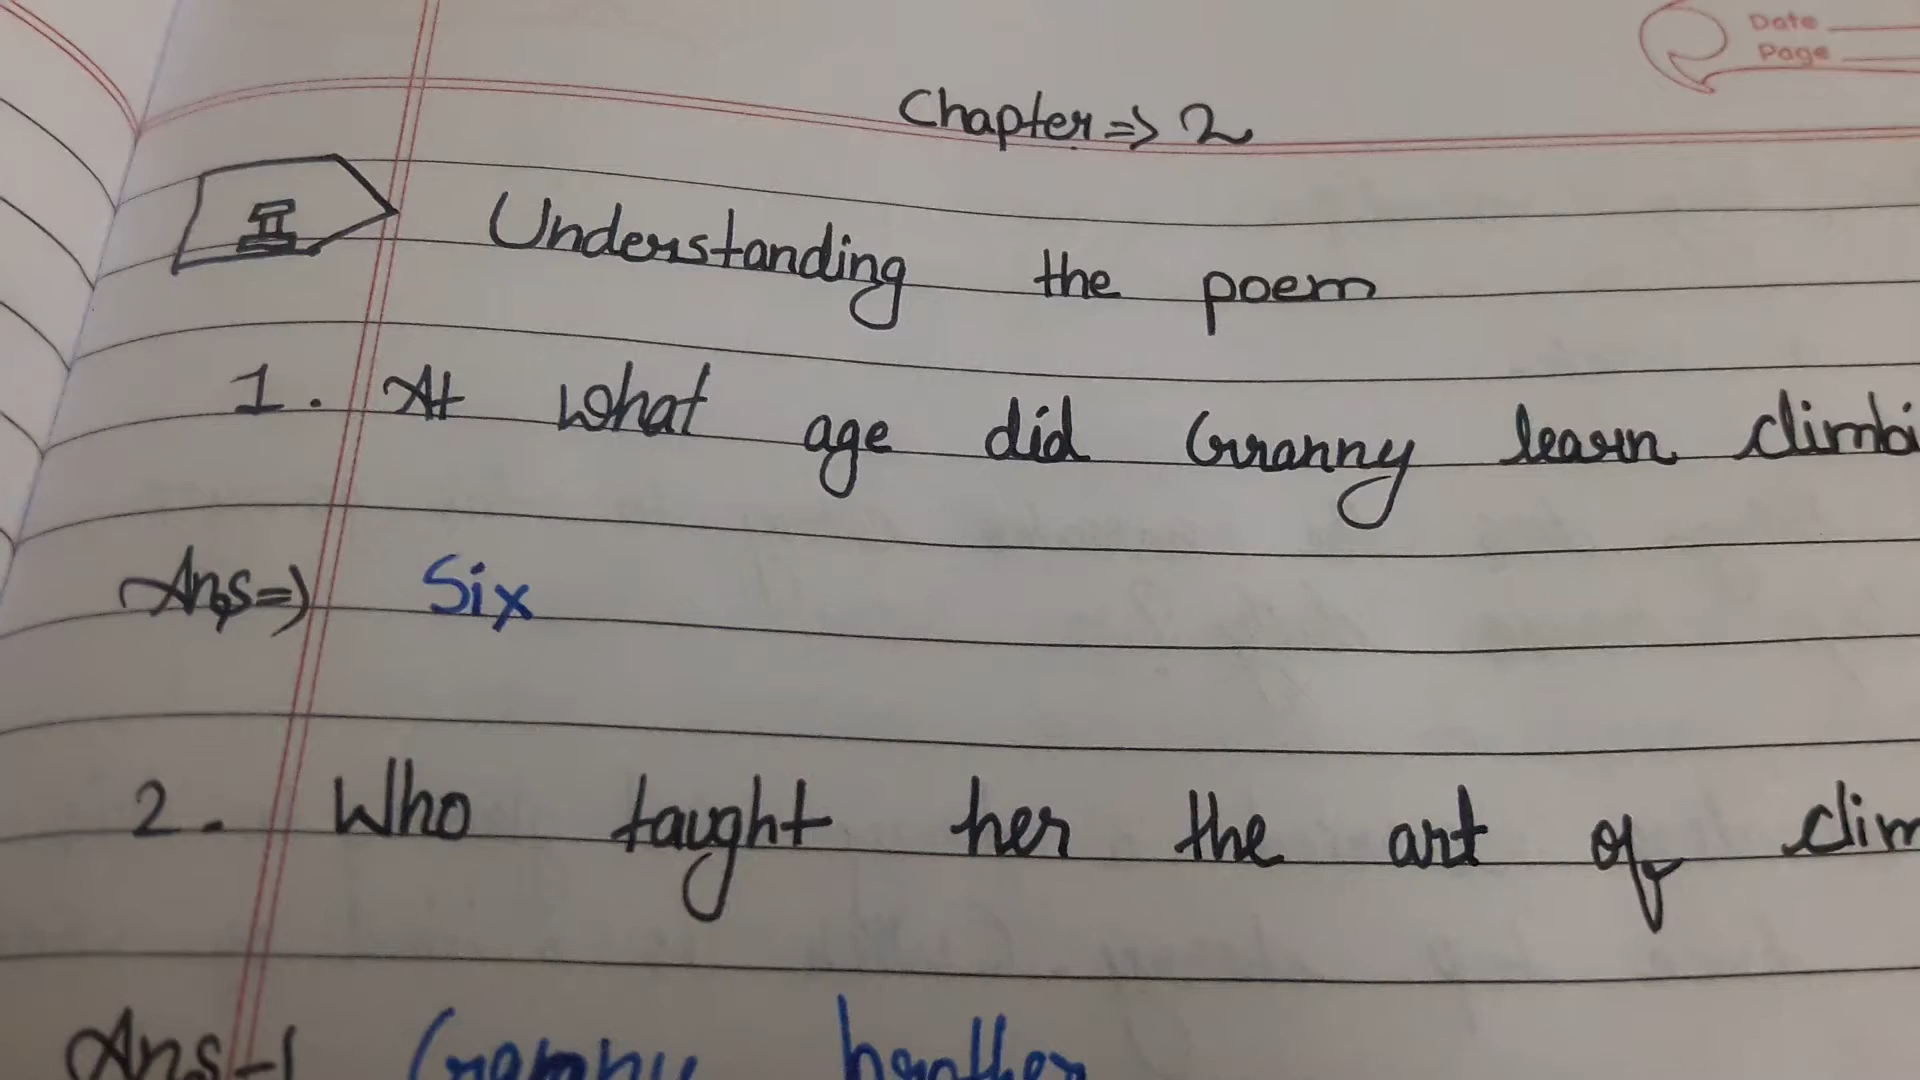 Date
Page
Chapter => 2
II Understanding the poem
1. At what age did Granny learn climbi
Ans => Six
2. Who taught her the art of clim
Ans